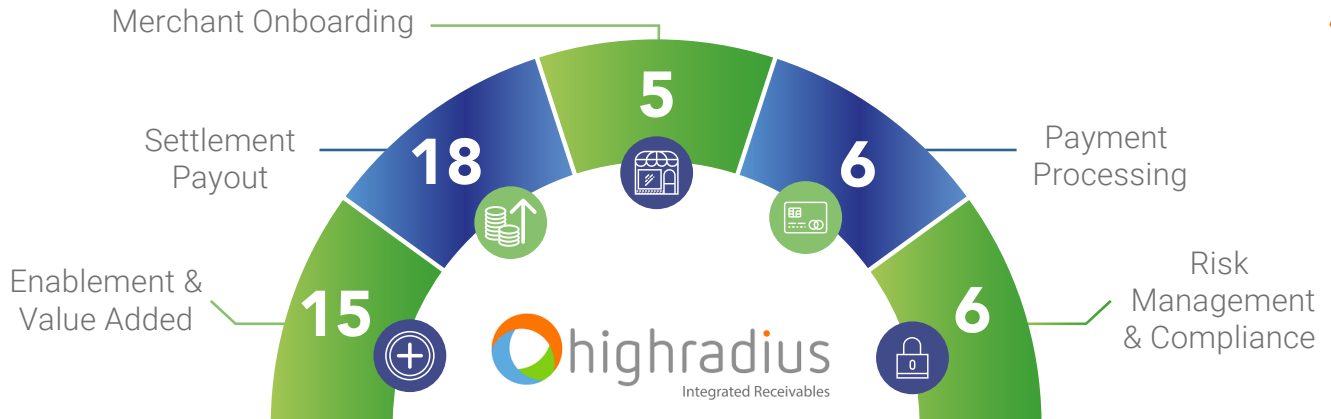 Merchant Onboarding
5
Settlement
Payout
18
6
Payment
Processing
Enablement &
Value Added
15
6
Risk
Management
& Compliance
highradius
Integrated Receivables
0